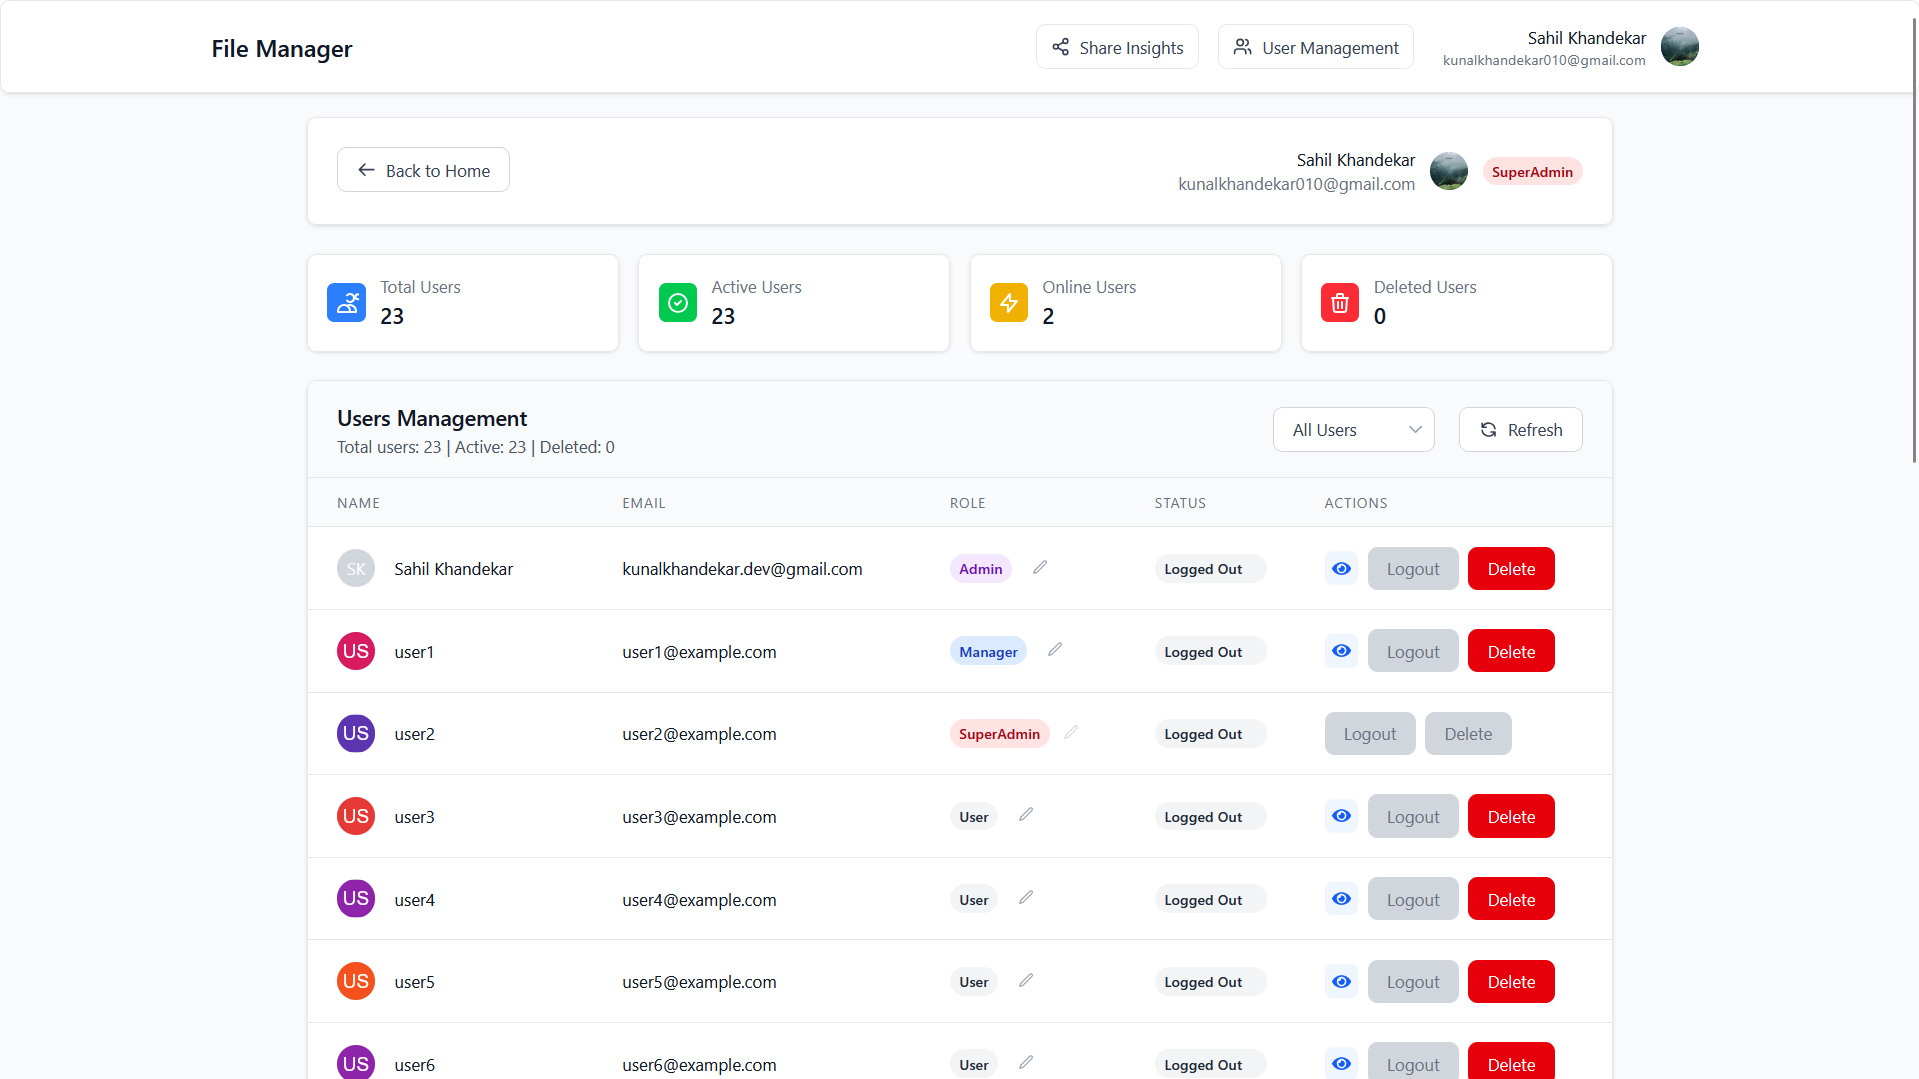 File Manager
Share Insights
User Management
Sahil Khandekar
kunalkhandekar010@gmail.com
Back to Home
Sahil Khandekar
kunalkhandekar010@gmail.com
SuperAdmin
Total Users
23
Active Users
23
Online Users
2
Deleted Users
0
Users Management
Total users: 23 | Active: 23 | Deleted: 0
All Users
Refresh
NAME EMAIL ROLE STATUS ACTIONS
SK Sahil Khandekar kunalkhandekar.dev@gmail.com Admin Logged Out Logout Delete
US user1 user1@example.com Manager Logged Out Logout Delete
US user2 user2@example.com SuperAdmin Logged Out Logout Delete
US user3 user3@example.com User Logged Out Logout Delete
US user4 user4@example.com User Logged Out Logout Delete
US user5 user5@example.com User Logged Out Logout Delete
US user6 user6@example.com User Logged Out Logout Delete